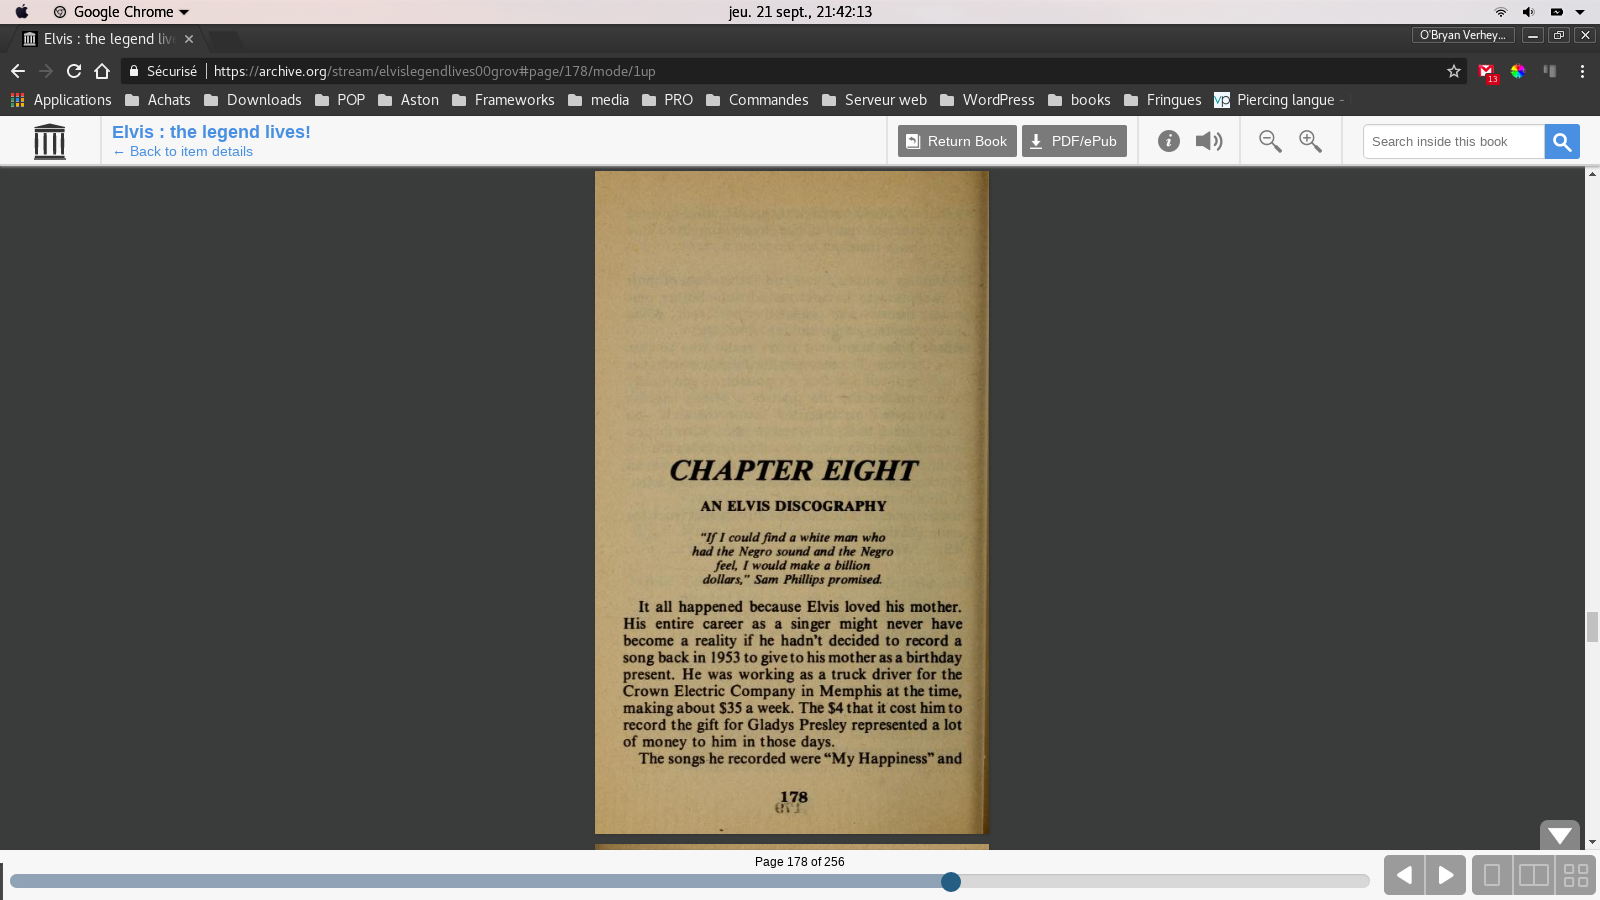 Google Chrome
jeu. 21 sept., 21:42:13
Elvis : the legend live
O'Bryan Verhey...
Sécurisé
https://archive.org/stream/elvislegendlives00grov#page/178/mode/1up
13
Applications
Achats
Downloads
POP
Aston
Frameworks
media
PRO
Commandes
Serveur web
WordPress
books
Fringues
vp
Piercing langue -
Elvis : the legend lives!
← Back to item details
Return Book
PDF/ePub
Search inside this book
CHAPTER EIGHT
AN ELVIS DISCOGRAPHY
"If I could find a white man who
had the Negro sound and the Negro
feel, I would make a billion
dollars," Sam Phillips promised.
It all happened because Elvis loved his mother.
His entire career as a singer might never have
become a reality if he hadn't decided to record a
song back in 1953 to give to his mother as a birthday
present. He was working as a truck driver for the
Crown Electric Company in Memphis at the time,
making about $35 a week. The $4 that it cost him to
record the gift for Gladys Presley represented a lot
of money to him in those days.
The songs he recorded were "My Happiness" and
178
Page 178 of 256